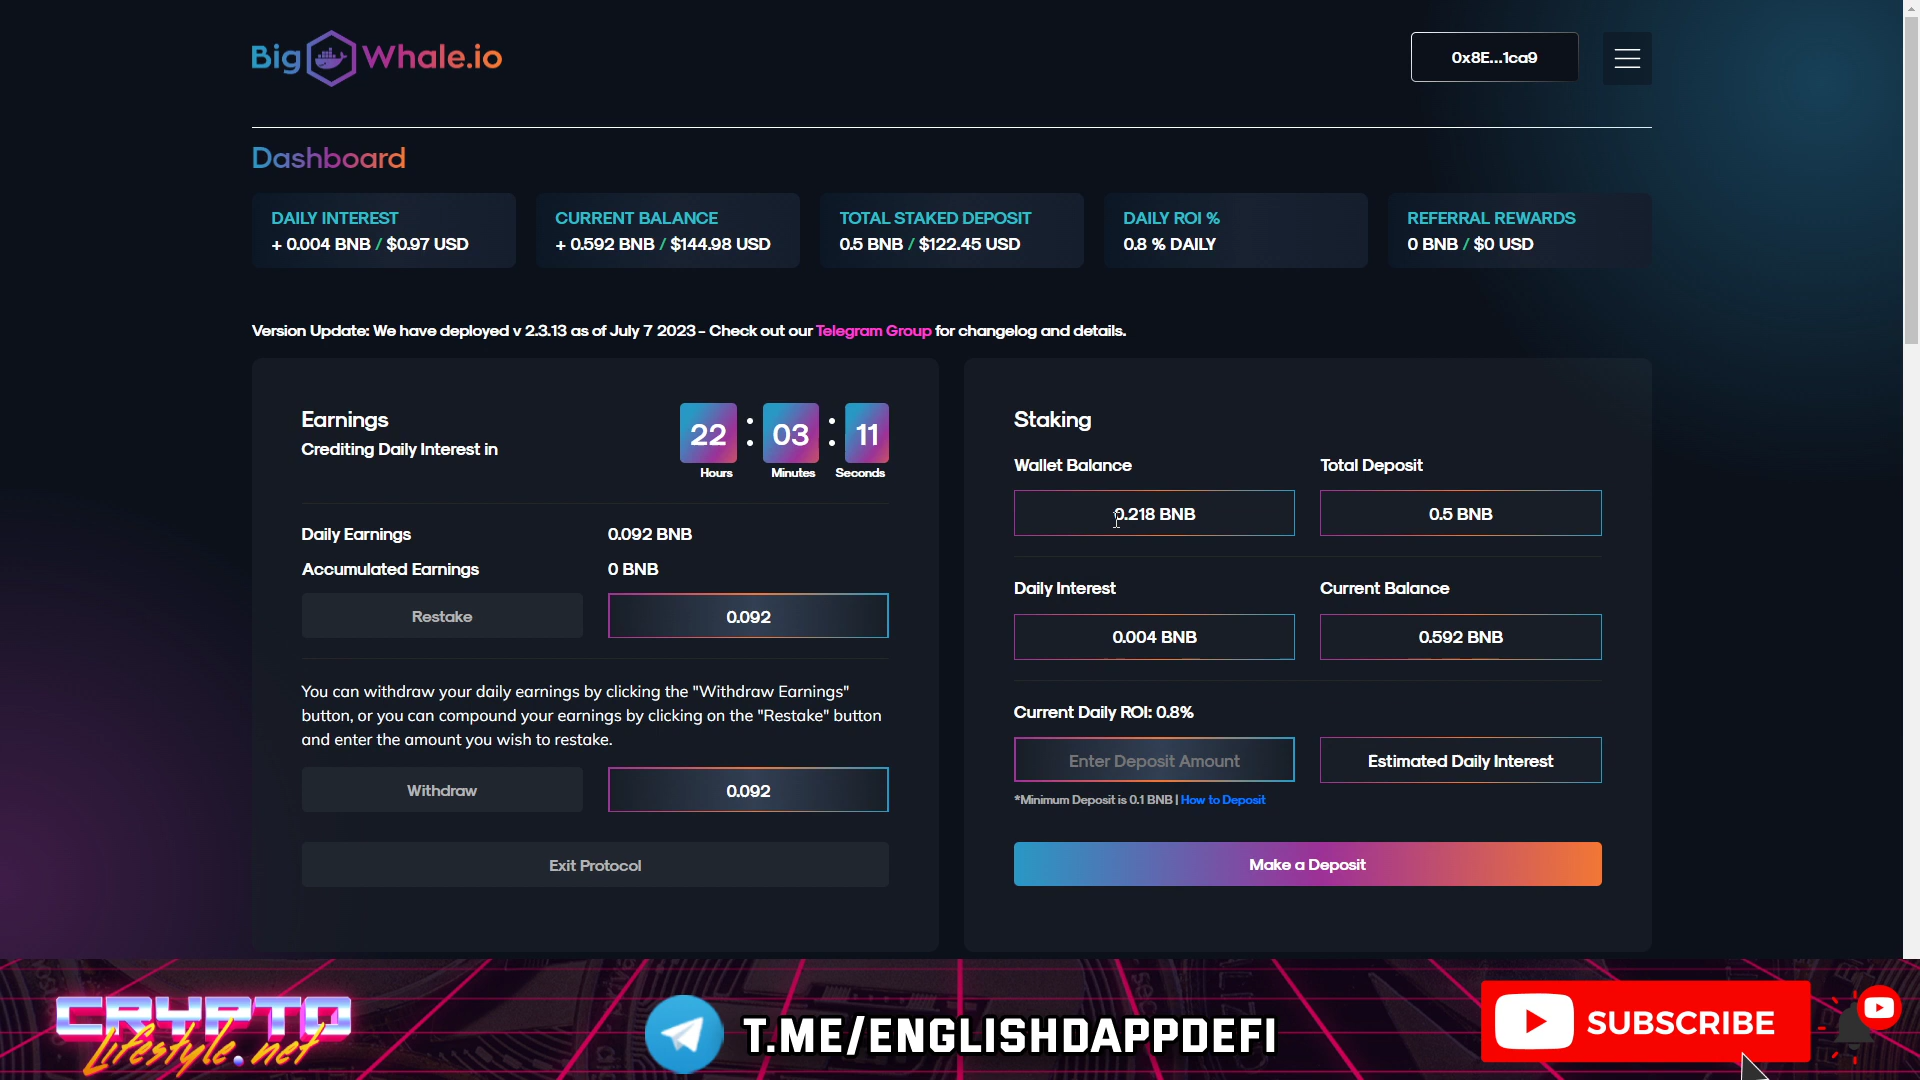 BigWhale.io
0x8E...1ca9
Dashboard
DAILY INTEREST
+ 0.004 BNB / $0.97 USD
CURRENT BALANCE
+ 0.592 BNB / $144.98 USD
TOTAL STAKED DEPOSIT
0.5 BNB / $122.45 USD
DAILY ROI %
0.8 % DAILY
REFERRAL REWARDS
0 BNB / $0 USD
Version Update: We have deployed v 2.3.13 as of July 7 2023 - Check out our Telegram Group for changelog and details.
Earnings
Crediting Daily Interest in
22 : 03 : 11
Hours Minutes Seconds
Daily Earnings 0.092 BNB
Accumulated Earnings 0 BNB
Restake 0.092
You can withdraw your daily earnings by clicking the "Withdraw Earnings"
button, or you can compound your earnings by clicking on the "Restake" button
and enter the amount you wish to restake.
Withdraw 0.092
Exit Protocol
Staking
Wallet Balance Total Deposit
0.218 BNB 0.5 BNB
Daily Interest Current Balance
0.004 BNB 0.592 BNB
Current Daily ROI: 0.8%
Enter Deposit Amount Estimated Daily Interest
*Minimum Deposit is 0.1 BNB | How to Deposit
Make a Deposit
CRYPTO
Lifestyle.net
T.ME/ENGLISHDAPPDEFI
SUBSCRIBE